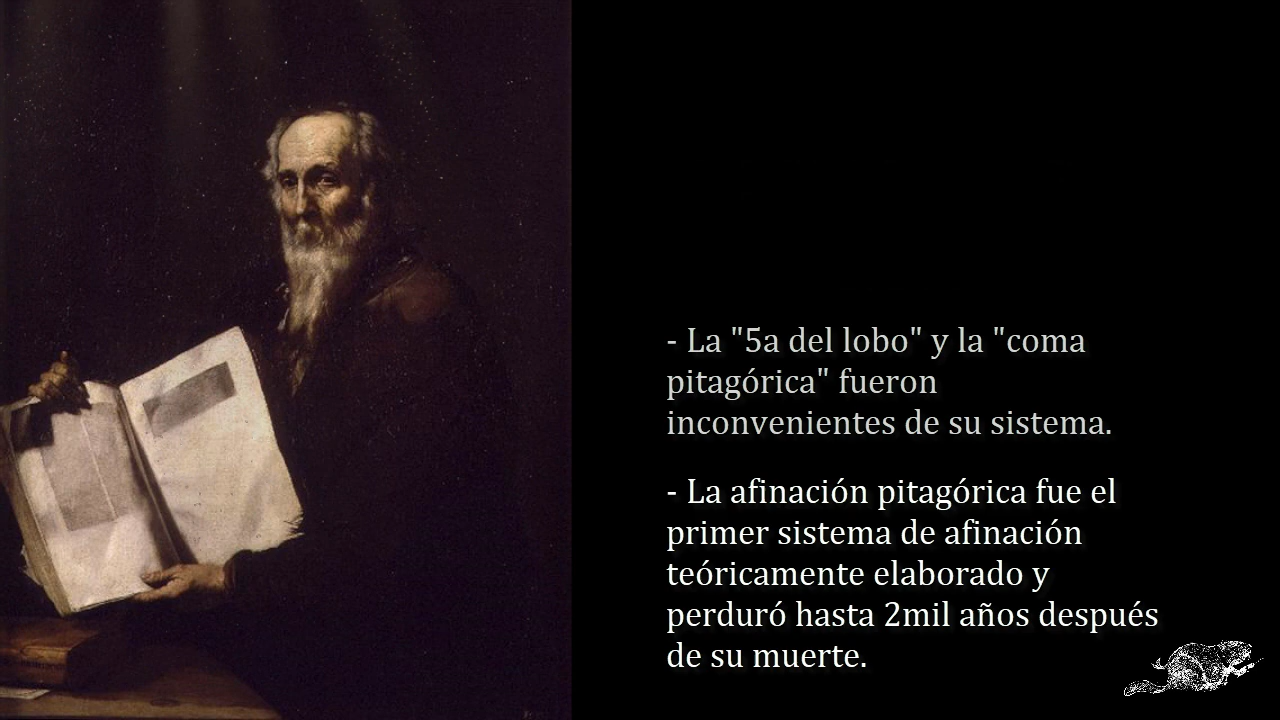 - La "5a del lobo" y la "coma
pitagórica" fueron
inconvenientes de su sistema.
- La afinación pitagórica fue el
primer sistema de afinación
teóricamente elaborado y
perduró hasta 2mil años después
de su muerte.